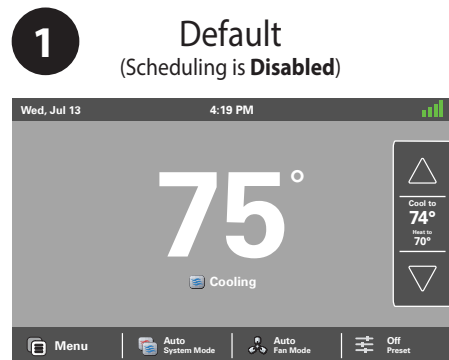 1
Default
(Scheduling is Disabled)
Wed, Jul 13 4:19 PM
75°
Cooling
Cool to
74°
Heat to
70°
Menu
Auto
System Mode
Auto
Fan Mode
Off
Preset